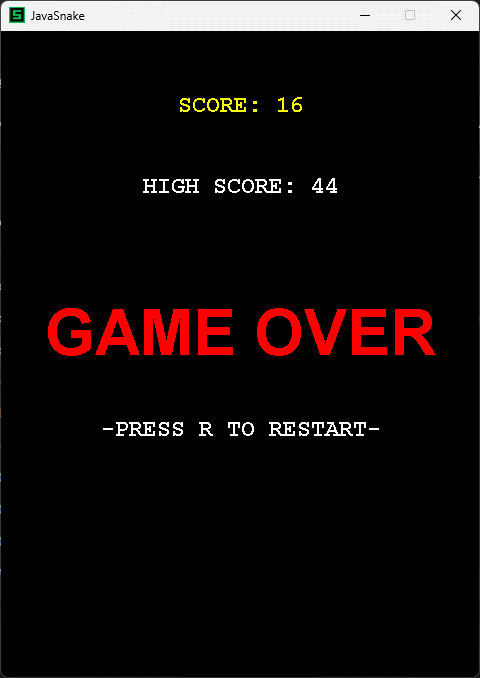 JavaSnake
SCORE: 16
HIGH SCORE: 44
GAME OVER
-PRESS R TO RESTART-